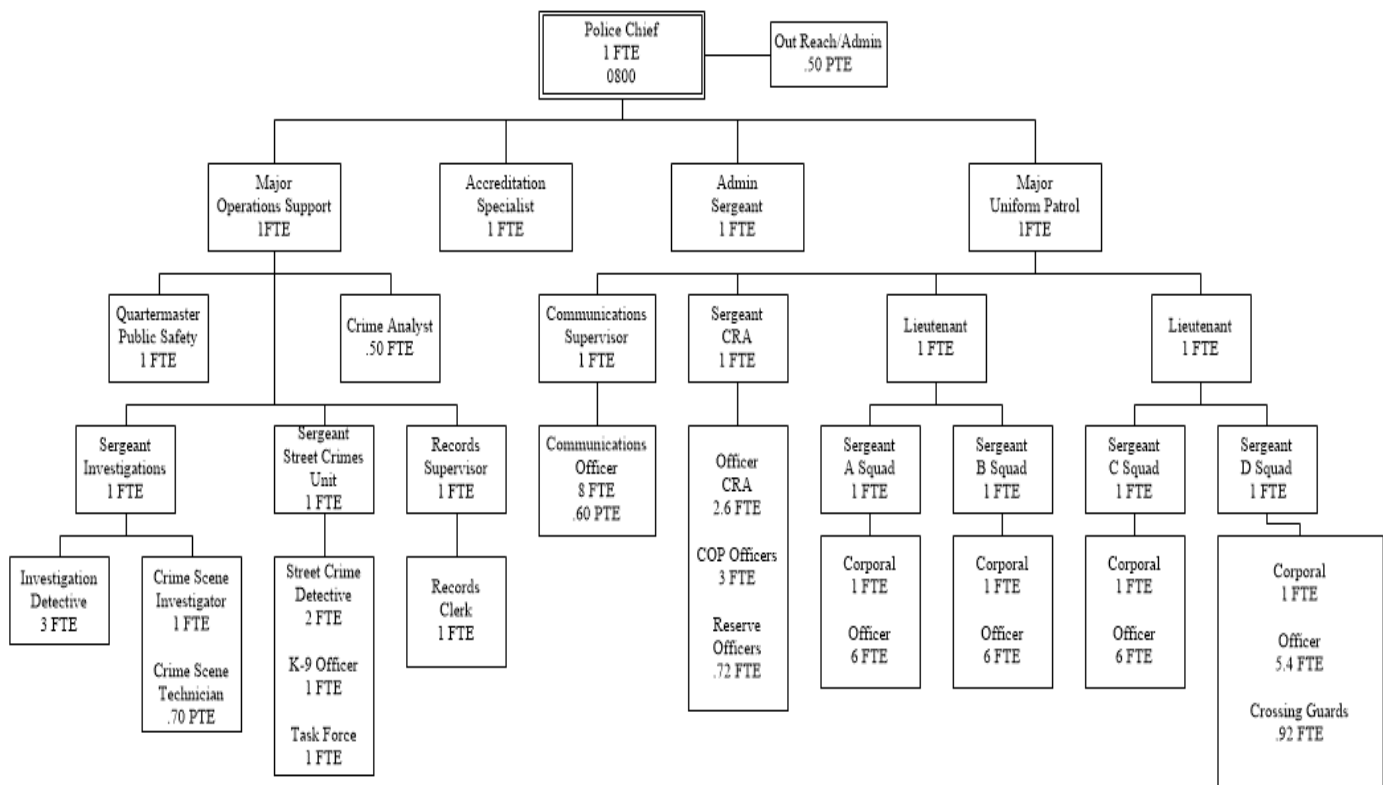 Police Chief
1 FTE
0800
Out Reach/Admin
.50 PTE
Major
Operations Support
1FTE
Accreditation
Specialist
1 FTE
Admin
Sergeant
1 FTE
Major
Uniform Patrol
1FTE
Quartermaster
Public Safety
1 FTE
Crime Analyst
.50 FTE
Communications
Supervisor
1 FTE
Sergeant
CRA
1 FTE
Lieutenant
1 FTE
Lieutenant
1 FTE
Sergeant
Investigations
1 FTE
Sergeant
Street Crimes
Unit
1 FTE
Records
Supervisor
1 FTE
Communications
Officer
8 FTE
.60 PTE
Officer
CRA
2.6 FTE
COP Officers
3 FTE
Reserve
Officers
.72 FTE
Sergeant
A Squad
1 FTE
Sergeant
B Squad
1 FTE
Sergeant
C Squad
1 FTE
Sergeant
D Squad
1 FTE
Investigation
Detective
3 FTE
Crime Scene
Investigator
1 FTE
Crime Scene
Technician
.70 PTE
Street Crime
Detective
2 FTE
K-9 Officer
1 FTE
Task Force
1 FTE
Records
Clerk
1 FTE
Corporal
1 FTE
Officer
6 FTE
Corporal
1 FTE
Officer
6 FTE
Corporal
1 FTE
Officer
6 FTE
Corporal
1 FTE
Officer
5.4 FTE
Crossing Guards
.92 FTE